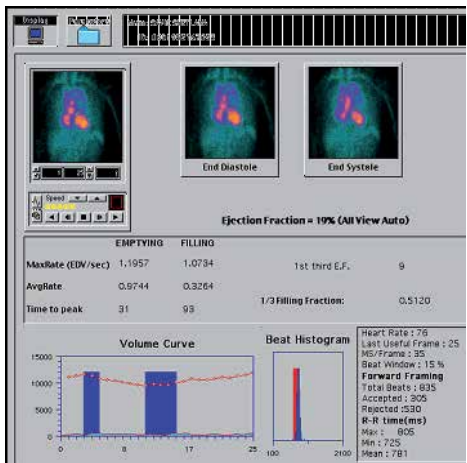 Display
End Diastole
End Systole
Speed
Ejection Fraction = 19% (All View Auto)
EMPTYING FILLING
MaxRate (EDV/sec) 1.1957 1.0734
1st third E.F. 9
AvgRate 0.9744 0.3264
1/3 Filling Fraction: 0.5120
Time to peak 31 93
Volume Curve
15000
10000
5000
0
0 8 17 25
Beat Histogram
100 2100
Heart Rate : 76
Last Useful Frame : 25
MS/Frame : 35
Beat Window : 15 %
Forward Framing
Total Beats : 835
Accepted : 305
Rejected :530
R-R time(ms)
Max : 805
Min : 725
Mean : 781